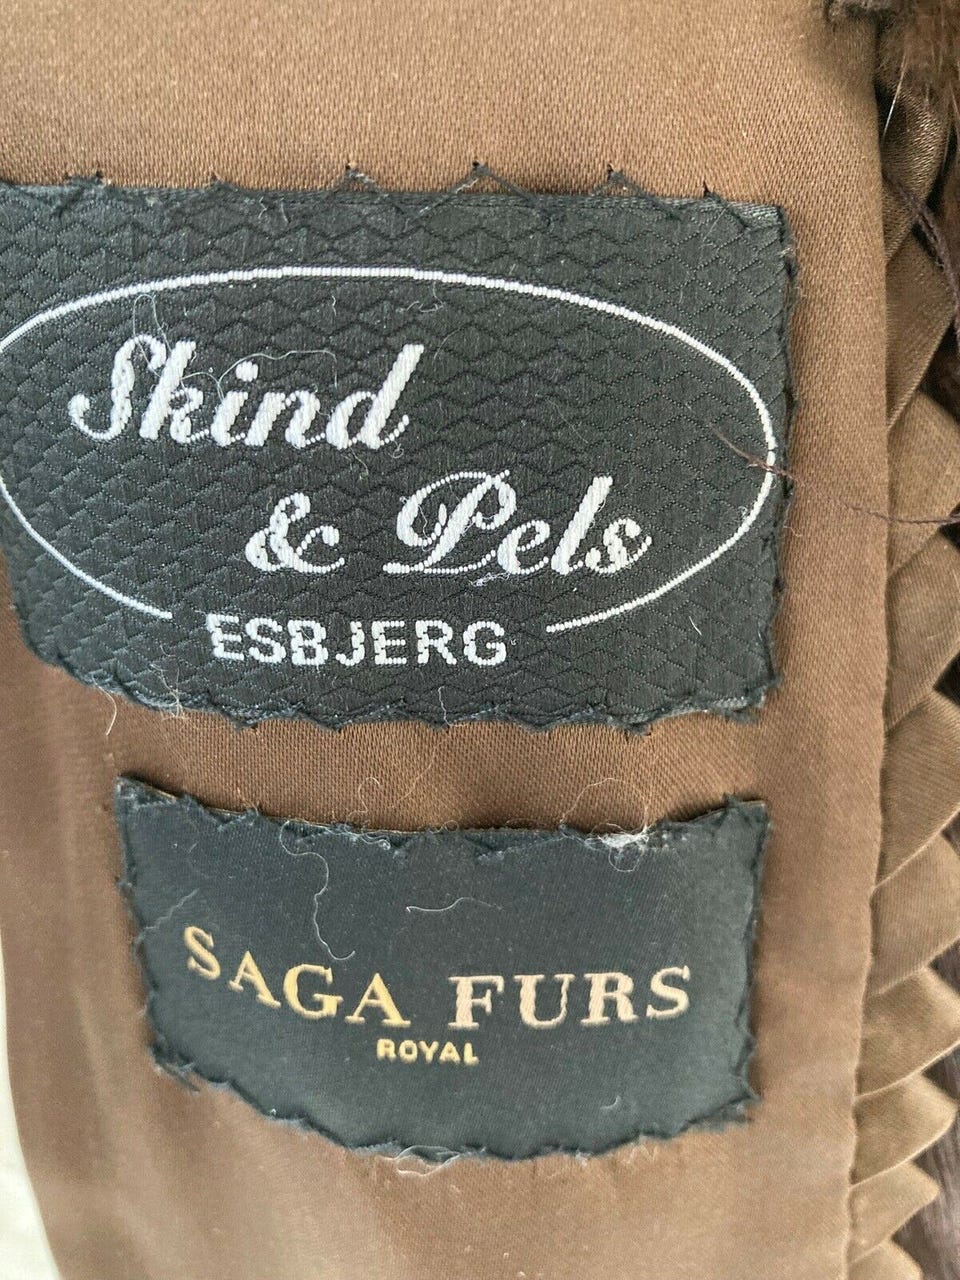 Skind
& Pels
ESBJERG
SAGA FURS
ROYAL